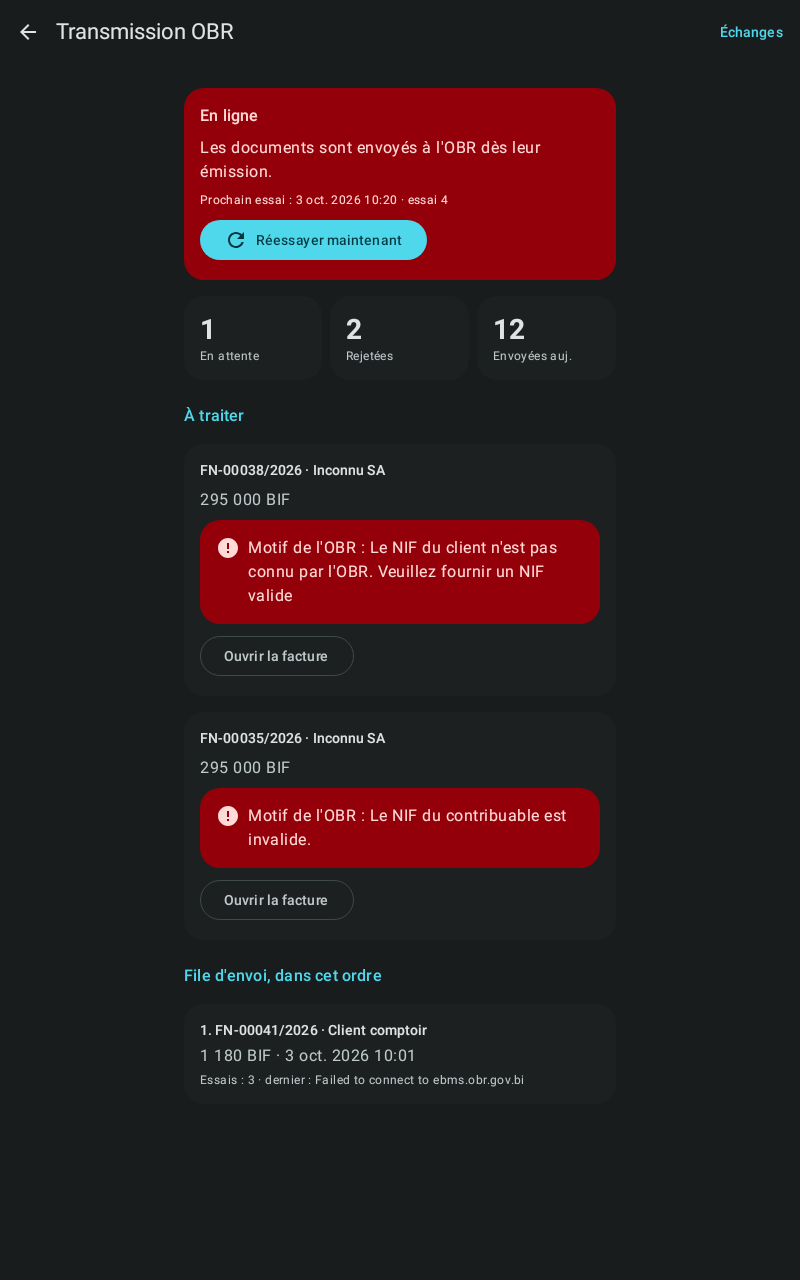 Transmission OBR
Échanges
En ligne
Les documents sont envoyés à l'OBR dès leur
émission.
Prochain essai : 3 oct. 2026 10:20 · essai 4
Réessayer maintenant
1
En attente
2
Rejetées
12
Envoyées auj.
À traiter
FN-00038/2026 · Inconnu SA
295 000 BIF
Motif de l'OBR : Le NIF du client n'est pas
connu par l'OBR. Veuillez fournir un NIF
valide
Ouvrir la facture
FN-00035/2026 · Inconnu SA
295 000 BIF
Motif de l'OBR : Le NIF du contribuable est
invalide.
Ouvrir la facture
File d'envoi, dans cet ordre
1. FN-00041/2026 · Client comptoir
1 180 BIF · 3 oct. 2026 10:01
Essais : 3 · dernier : Failed to connect to ebms.obr.gov.bi